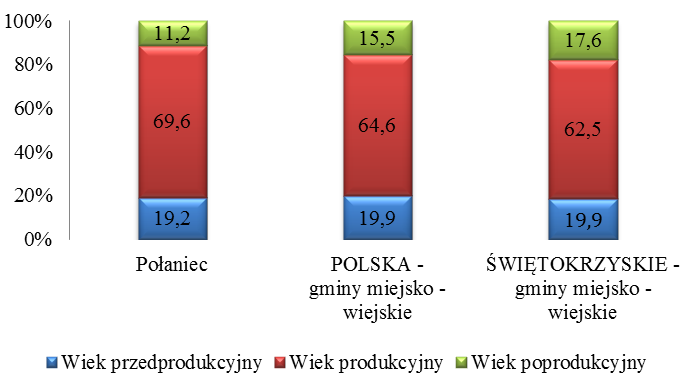 100%
80%
60%
40%
20%
0%
11,2
15,5
17,6
69,6
64,6
62,5
19,2
19,9
19,9
Połaniec
POLSKA -
gminy miejsko -
wiejskie
ŚWIĘTOKRZYSKIE -
gminy miejsko -
wiejskie
Wiek przedprodukcyjny
Wiek produkcyjny
Wiek poprodukcyjny